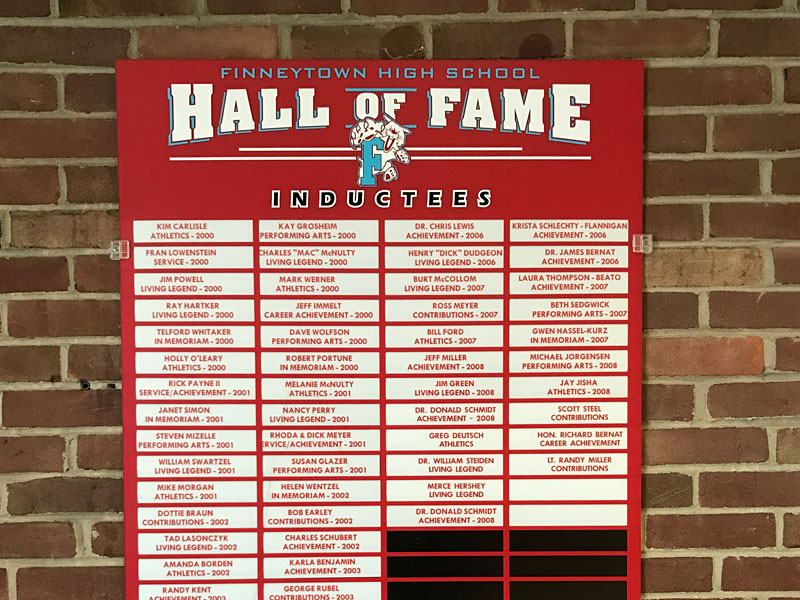 FINNEYTOWN HIGH SCHOOL
HALL OF FAME
F
INDUCTEES
KIM CARLISLE
ATHLETICS - 2000
FRAN LOWENSTEIN
SERVICE - 2000
JIM POWELL
LIVING LEGEND - 2000
RAY HARTKER
LIVING LEGEND - 2000
TELFORD WHITAKER
IN MEMORIAM - 2000
HOLLY O'LEARY
ATHLETICS - 2000
RICK PAYNE II
SERVICE/ACHIEVEMENT - 2001
JANET SIMON
IN MEMORIAM - 2001
STEVEN MIZELLE
PERFORMING ARTS - 2001
WILLIAM SWARTZEL
LIVING LEGEND - 2001
MIKE MORGAN
ATHLETICS - 2001
DOTTIE BRAUN
CONTRIBUTIONS - 2002
TAD LASONCZYK
LIVING LEGEND - 2002
AMANDA BORDEN
ATHLETICS - 2002
RANDY KENT
ACHIEVEMENT - 2003
KAY GROSHEIM
PERFORMING ARTS - 2000
CHARLES "MAC" McNULTY
LIVING LEGEND - 2000
MARK WERNER
ATHLETICS - 2000
JEFF IMMELT
CAREER ACHIEVEMENT - 2000
DAVE WOLFSON
PERFORMING ARTS - 2000
ROBERT PORTUNE
IN MEMORIAM - 2000
MELANIE McNULTY
ATHLETICS - 2001
NANCY PERRY
LIVING LEGEND - 2001
RHODA & DICK MEYER
ERVICE/ACHIEVEMENT - 2001
SUSAN GLAZER
PERFORMING ARTS - 2001
HELEN WENTZEL
IN MEMORIAM - 2002
BOB EARLEY
CONTRIBUTIONS - 2002
CHARLES SCHUBERT
ACHIEVEMENT - 2002
KARLA BENJAMIN
ACHIEVEMENT - 2003
GEORGE RUBEL
CONTRIBUTIONS - 2003
DR. CHRIS LEWIS
ACHIEVEMENT - 2006
HENRY "DICK" DUDGEON
LIVING LEGEND - 2006
BURT McCOLLOM
LIVING LEGEND - 2007
ROSS MEYER
CONTRIBUTIONS - 2007
BILL FORD
ATHLETICS - 2007
JEFF MILLER
ACHIEVEMENT - 2008
JIM GREEN
LIVING LEGEND - 2008
DR. DONALD SCHMIDT
ACHIEVEMENT - 2008
GREG DEUTSCH
ATHLETICS
DR. WILLIAM STEIDEN
LIVING LEGEND
MERCE HERSHEY
LIVING LEGEND
DR. DONALD SCHMIDT
ACHIEVEMENT - 2008
KRISTA SCHLECHTY - FLANNIGAN
ACHIEVEMENT - 2006
DR. JAMES BERNAT
ACHIEVEMENT - 2006
LAURA THOMPSON - BEATO
ACHIEVEMENT - 2007
BETH SEDGWICK
PERFORMING ARTS - 2007
GWEN HASSEL-KURZ
IN MEMORIAM - 2007
MICHAEL JORGENSEN
PERFORMING ARTS - 2008
JAY JISHA
ATHLETICS - 2008
SCOTT STEEL
CONTRIBUTIONS
HON. RICHARD BERNAT
CAREER ACHIEVEMENT
LT. RANDY MILLER
CONTRIBUTIONS